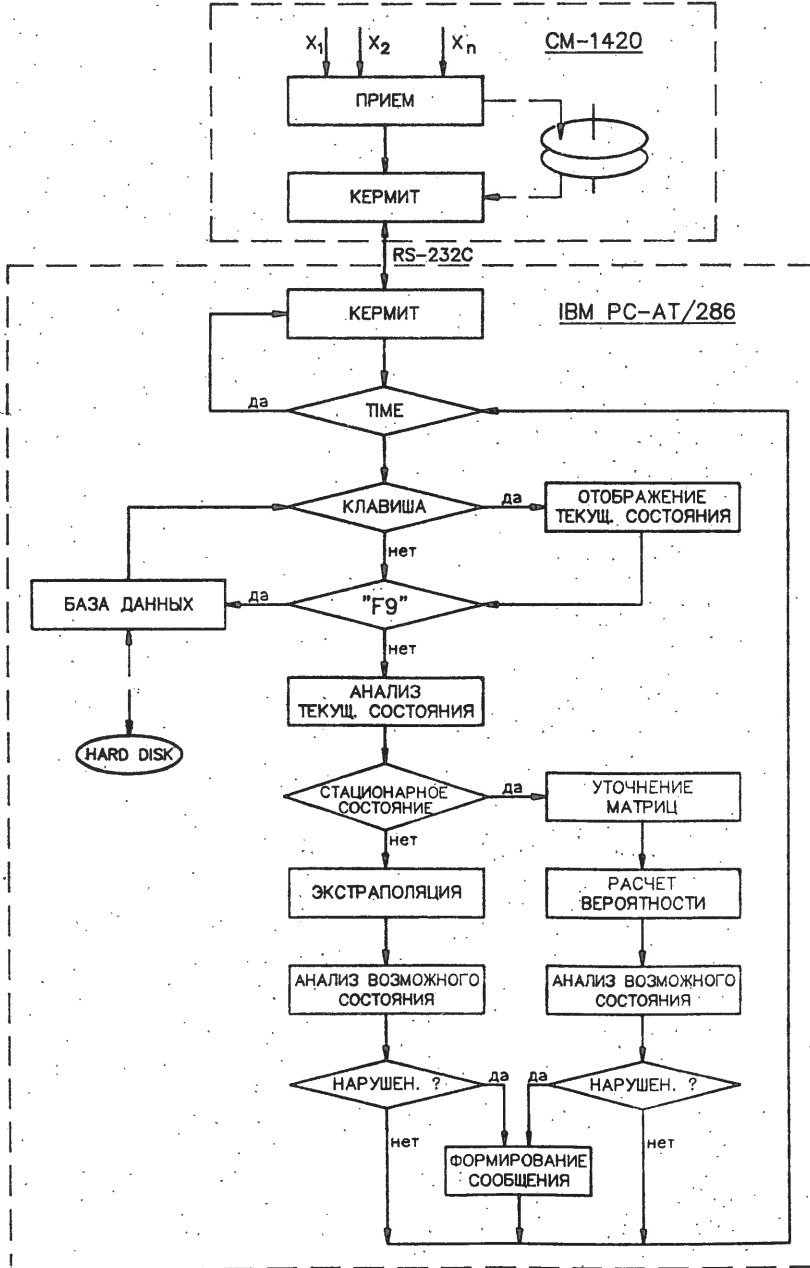 X1 X2 Xn
СМ-1420
ПРИЕМ
КЕРМИТ
RS-232C
КЕРМИТ
IBM PC-AT/286
да
TIME
КЛАВИША
да
ОТОБРАЖЕНИЕ
ТЕКУЩ. СОСТОЯНИЯ
нет
БАЗА ДАННЫХ
да
"F9"
нет
HARD DISK
АНАЛИЗ
ТЕКУЩ. СОСТОЯНИЯ
СТАЦИОНАРНОЕ
СОСТОЯНИЕ
да
УТОЧНЕНИЕ
МАТРИЦ
нет
ЭКСТРАПОЛЯЦИЯ
РАСЧЕТ
ВЕРОЯТНОСТИ
АНАЛИЗ ВОЗМОЖНОГО
СОСТОЯНИЯ
АНАЛИЗ ВОЗМОЖНОГО
СОСТОЯНИЯ
НАРУШЕН. ?
да
да
НАРУШЕН. ?
нет
нет
ФОРМИРОВАНИЕ
СООБЩЕНИЯ